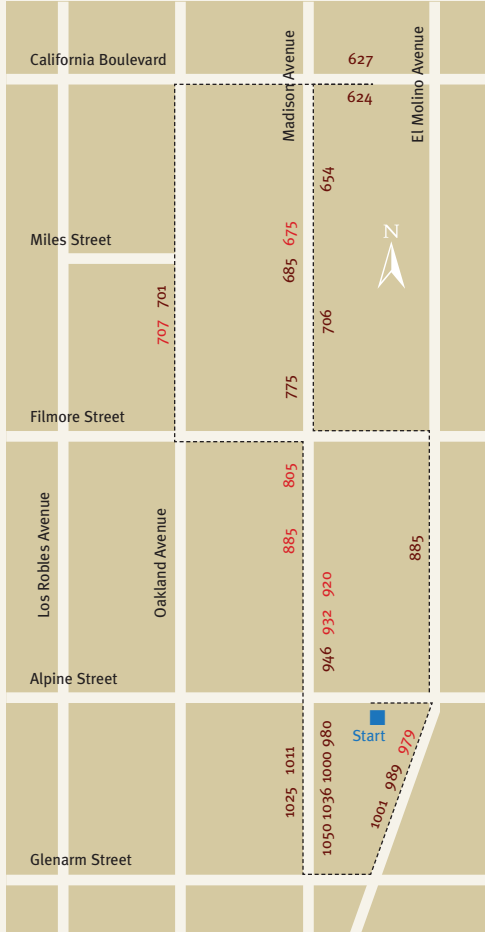 California Boulevard
Madison Avenue
El Molino Avenue
627
624
654
N
Miles Street
675
685
701
707
706
775
Filmore Street
805
885
885
Los Robles Avenue
Oakland Avenue
920
932
946
Alpine Street
Start
979
989
1001
1011
1025
980
1000
1036
1050
Glenarm Street